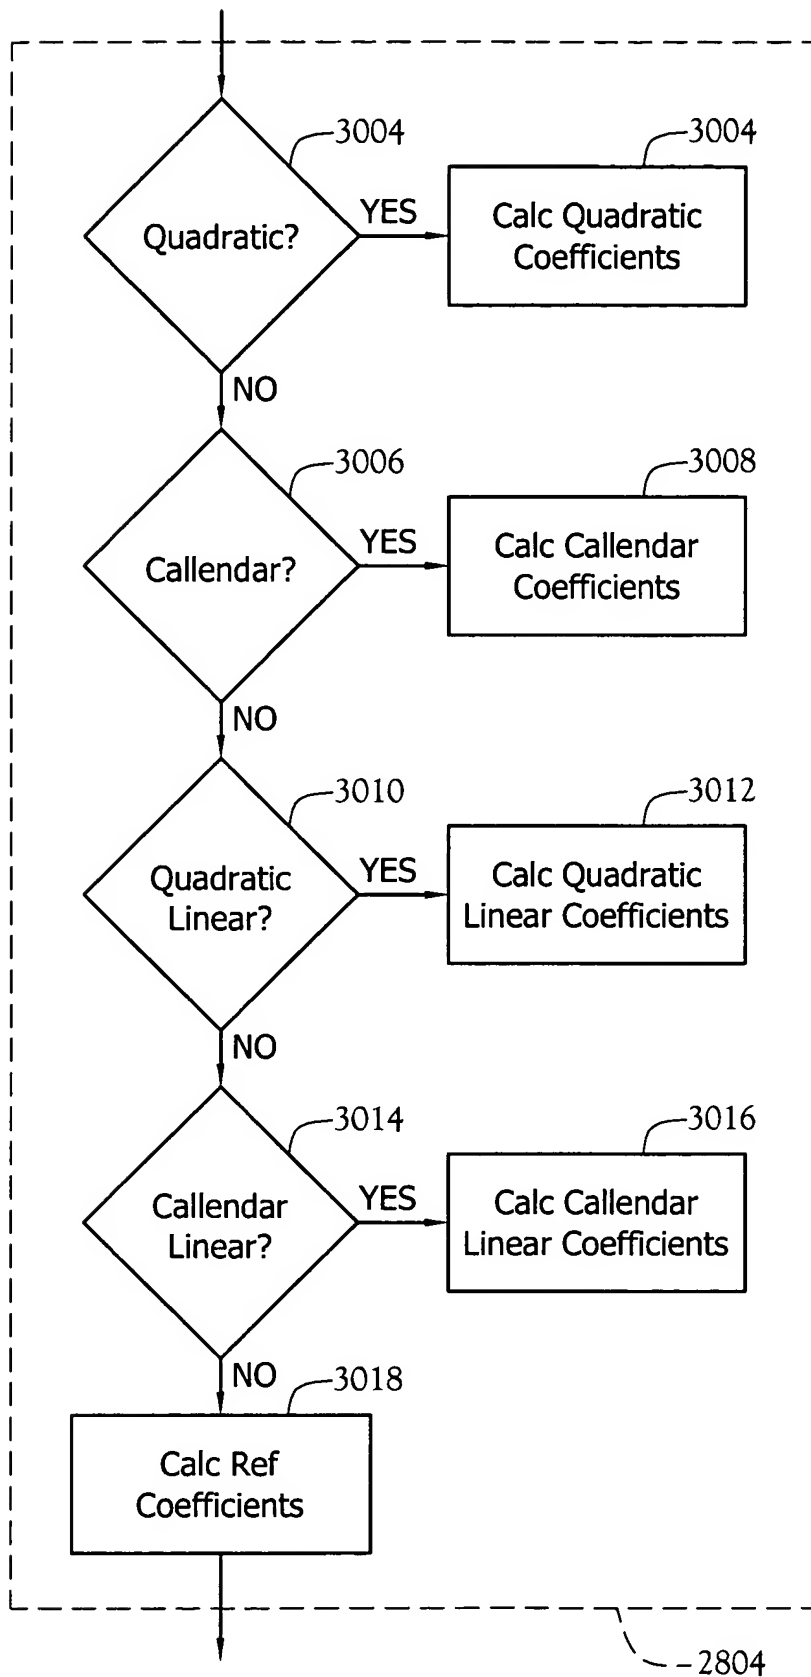 3004
3004
Quadratic?
YES
Calc Quadratic
Coefficients
NO
3006
3008
Callendar?
YES
Calc Callendar
Coefficients
NO
3010
3012
Quadratic
Linear?
YES
Calc Quadratic
Linear Coefficients
NO
3014
3016
Callendar
Linear?
YES
Calc Callendar
Linear Coefficients
NO
3018
Calc Ref
Coefficients
2804